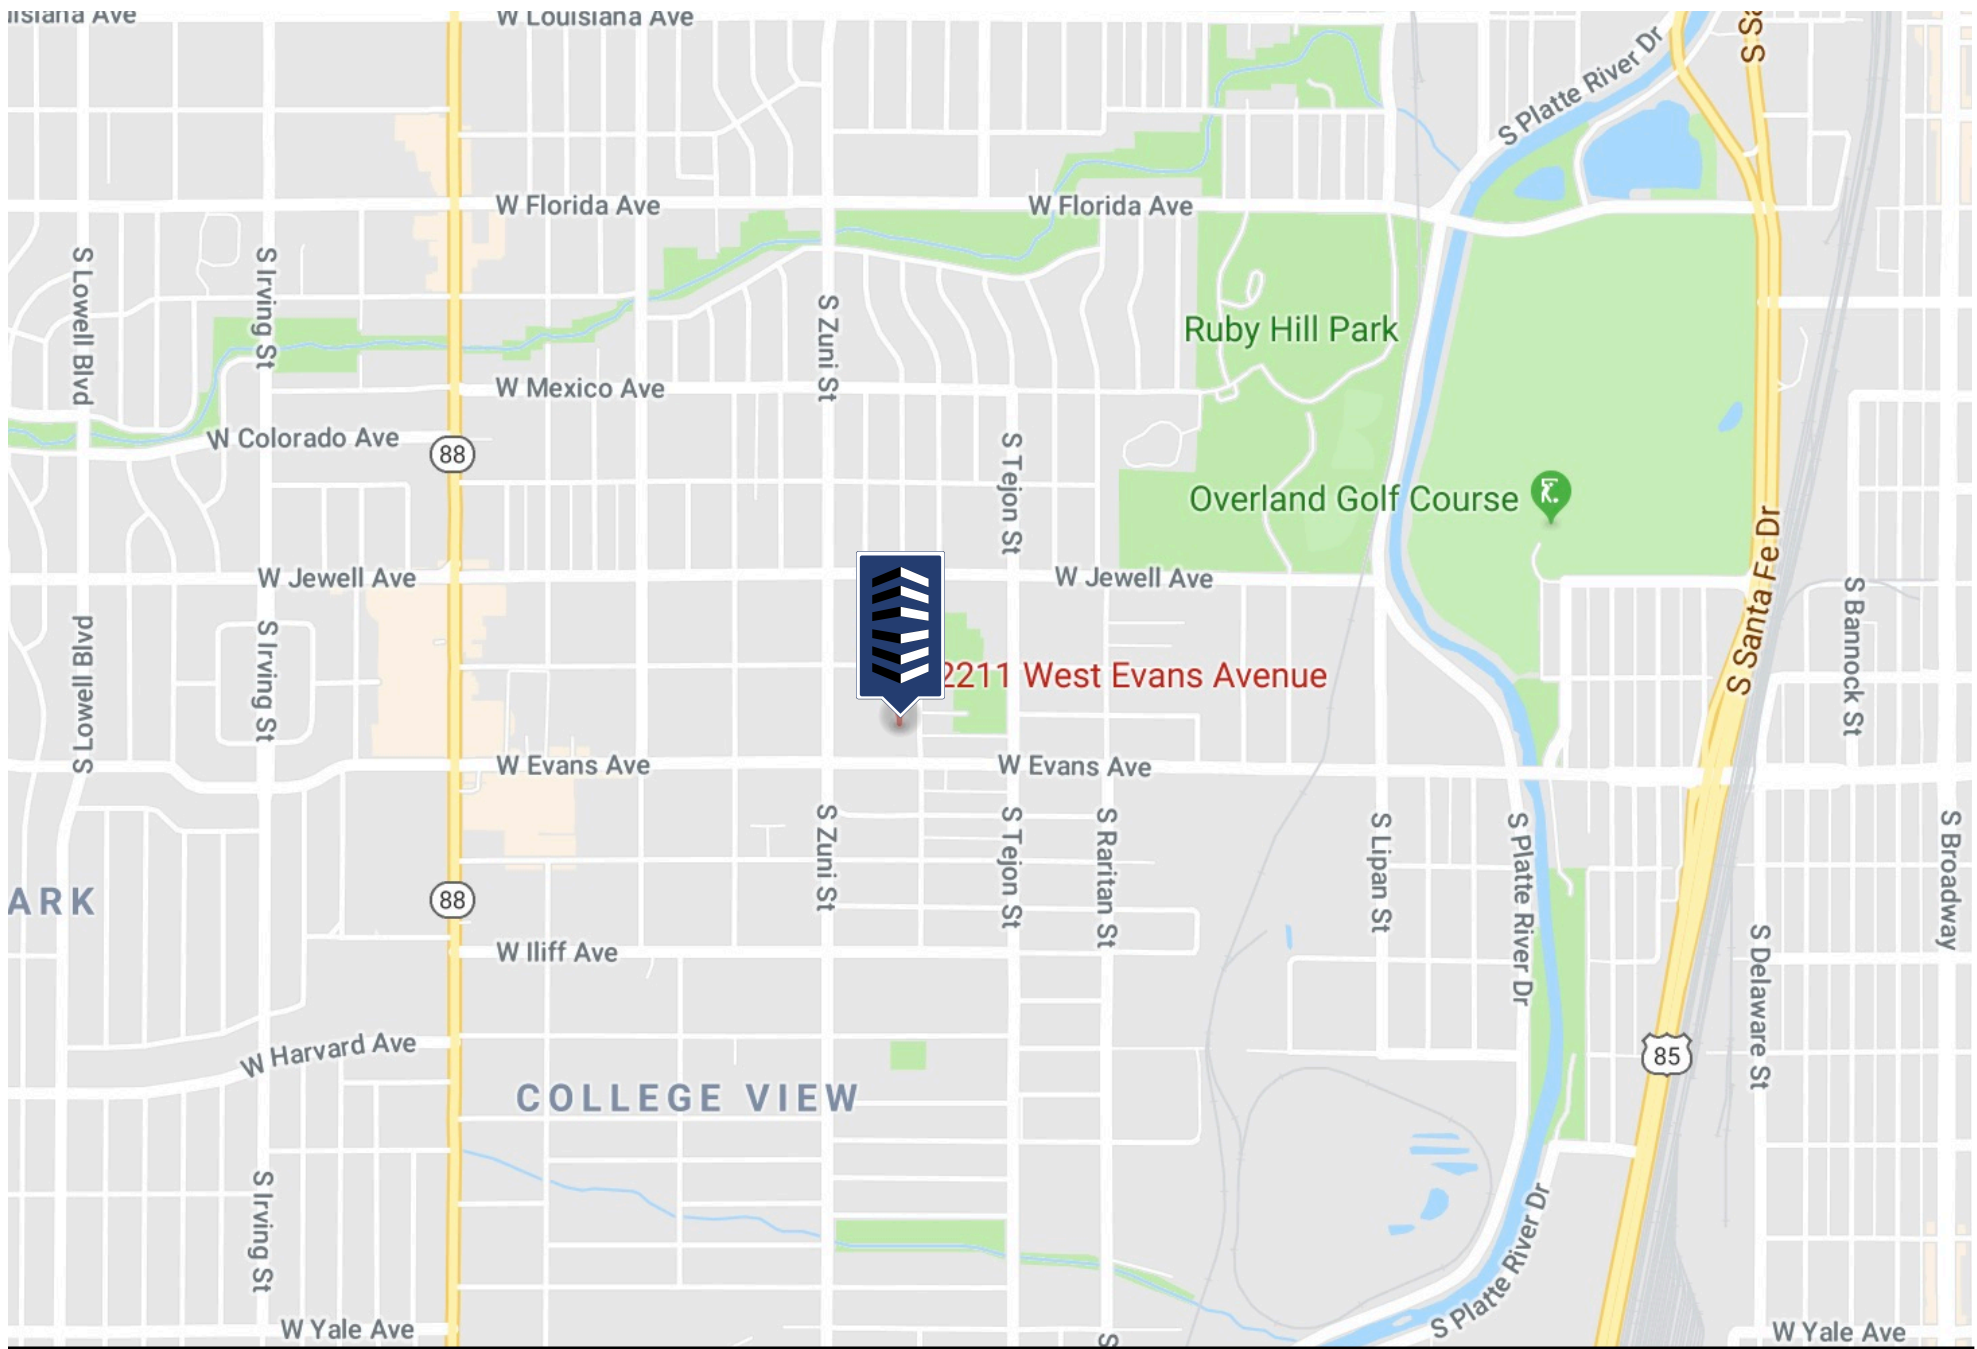 isiana Ave
W Louisiana Ave
S Platte River Dr
S Sa
W Florida Ave
W Florida Ave
S Lowell Blvd
S Irving St
S Zuni St
Ruby Hill Park
W Mexico Ave
W Colorado Ave
88
S Tejon St
Overland Golf Course
S Santa Fe Dr
W Jewell Ave
W Jewell Ave
S Bannock St
S Lowell Blvd
S Irving St
2211 West Evans Avenue
W Evans Ave
W Evans Ave
S Zuni St
S Tejon St
S Raritan St
S Lipan St
S Platte River Dr
S Broadway
ARK
88
W Iliff Ave
S Delaware St
W Harvard Ave
85
COLLEGE VIEW
S Irving St
S Platte River Dr
W Yale Ave
S
W Yale Ave